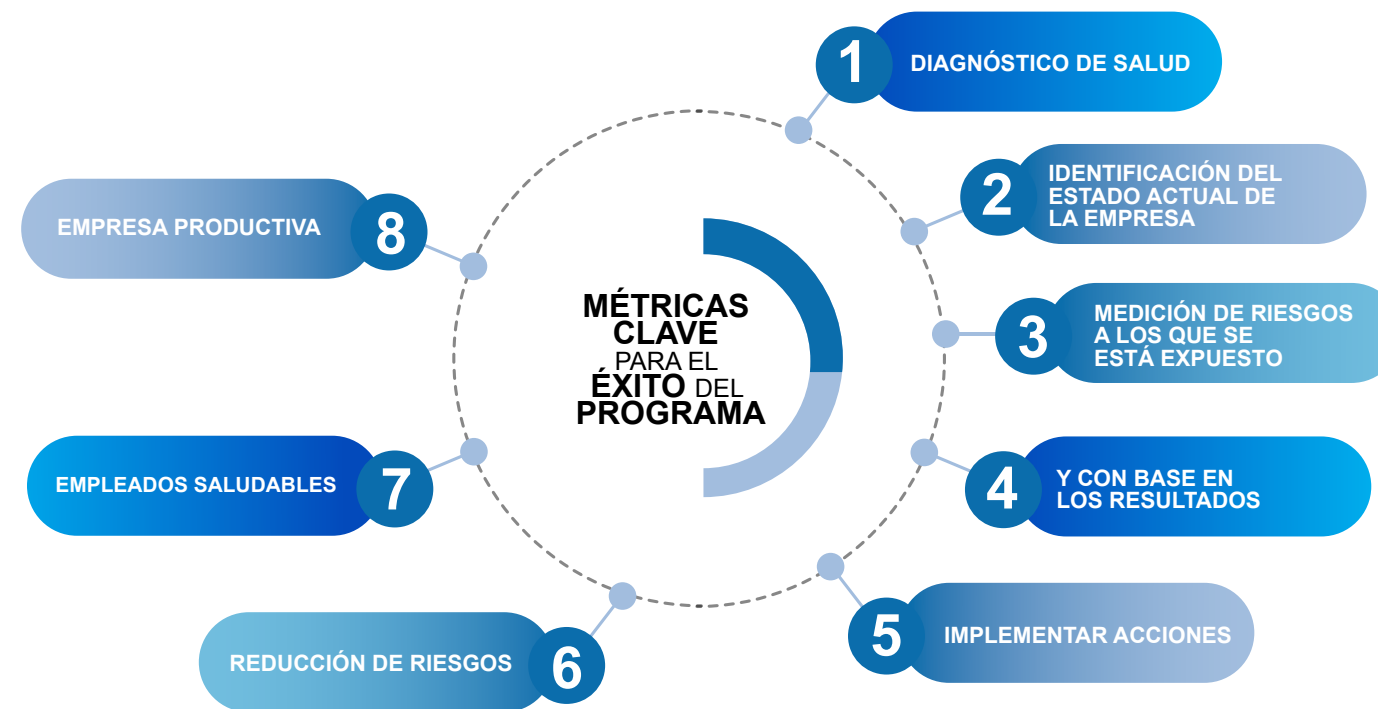 MÉTRICAS
CLAVE
PARA EL
ÉXITO DEL
PROGRAMA
1
DIAGNÓSTICO DE SALUD
2
IDENTIFICACIÓN DEL
ESTADO ACTUAL DE
LA EMPRESA
3
MEDICIÓN DE RIESGOS
A LOS QUE SE
ESTÁ EXPUESTO
4
Y CON BASE EN
LOS RESULTADOS
5
IMPLEMENTAR ACCIONES
6
REDUCCIÓN DE RIESGOS
7
EMPLEADOS SALUDABLES
8
EMPRESA PRODUCTIVA